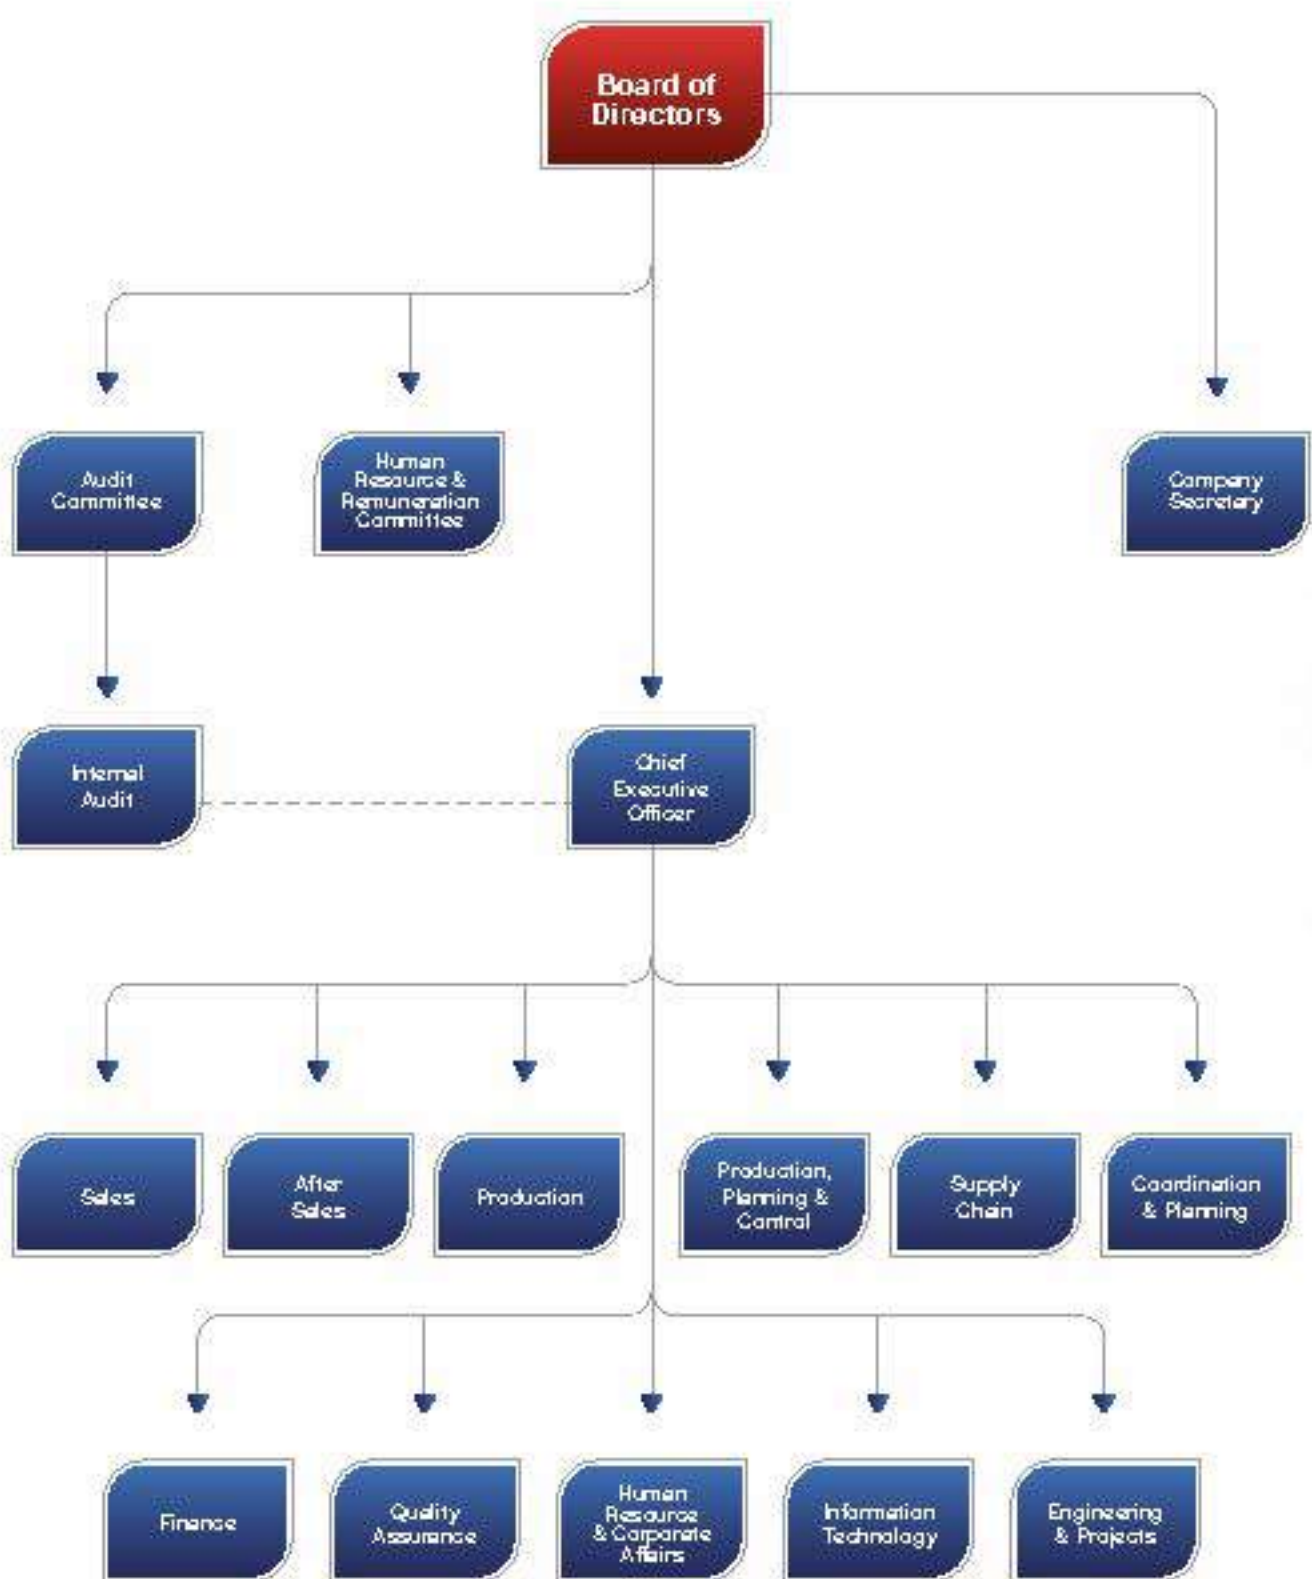 Board of
Directors
Audit
Committee
Human
Resource &
Remuneration
Committee
Company
Secretary
Internal
Audit
Chief
Executive
Officer
Sales
After
Sales
Production
Production,
Planning &
Control
Supply
Chain
Coordination
& Planning
Finance
Quality
Assurance
Human
Resource
& Corporate
Affairs
Information
Technology
Engineering
& Projects